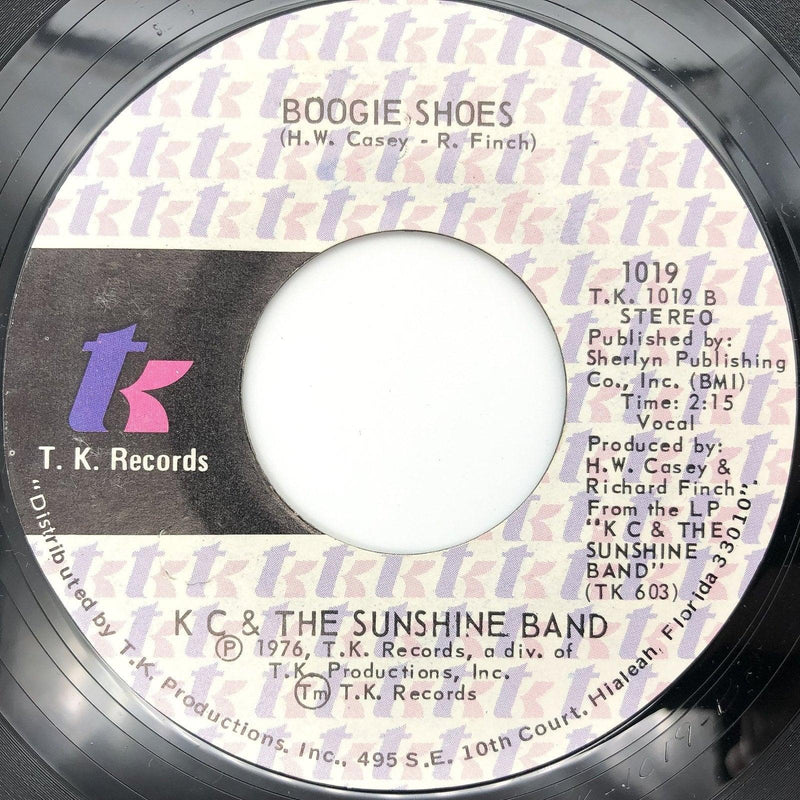 BOOGIE SHOES
(H.W. Casey - R. Finch)
tk
T. K. Records
1019
T.K. 1019 B
STEREO
Published by:
Sherlyn Publishing
Co., Inc. (BMI)
Time: 2:15
Vocal
Produced by:
H.W. Casey &
Richard Finch
From the LP
"K C & THE
SUNSHINE
BAND"
(TK 603)
K C & THE SUNSHINE BAND
Ⓟ 1976, T.K. Records, a div. of
T.K. Productions, Inc.
Tm T.K. Records
"Distributed by T.K. Productions, Inc., 495 S.E. 10th Court, Hialeah, Florida 33010"